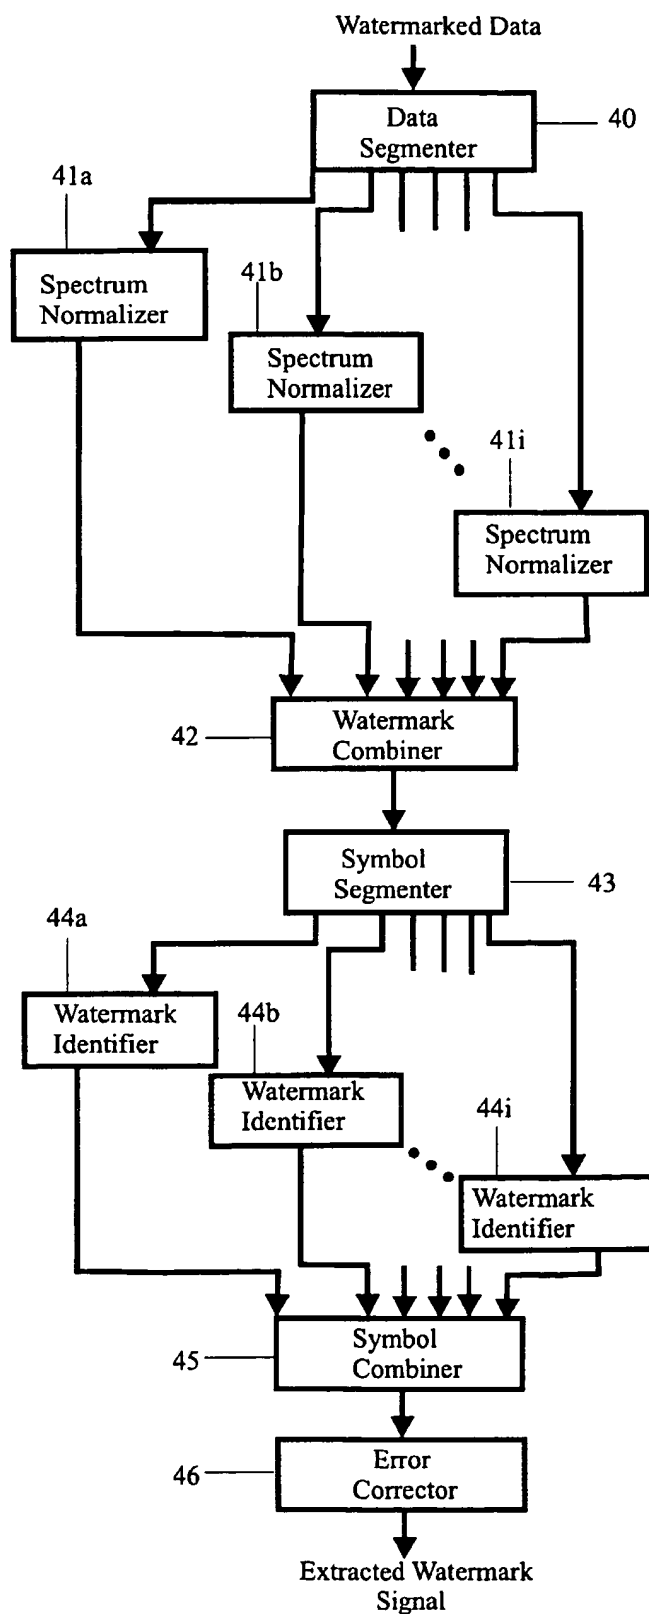 Watermarked Data
Data
Segmenter
40
41a
Spectrum
Normalizer
41b
Spectrum
Normalizer
41i
Spectrum
Normalizer
42
Watermark
Combiner
Symbol
Segmenter
43
44a
Watermark
Identifier
44b
Watermark
Identifier
44i
Watermark
Identifier
45
Symbol
Combiner
46
Error
Corrector
Extracted Watermark
Signal